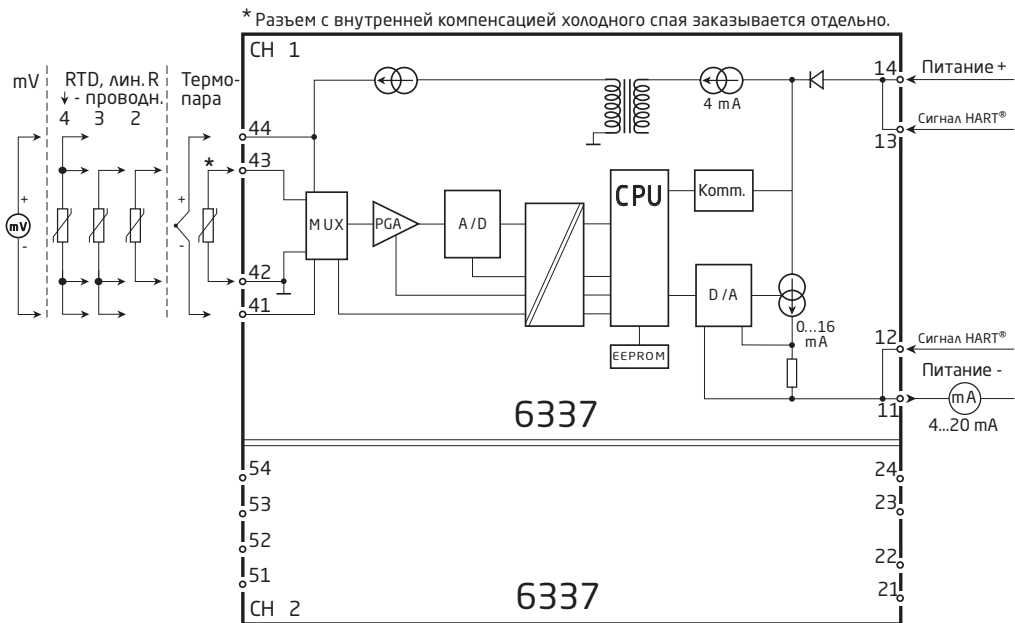 * Разъем с внутренней компенсацией холодного спая заказывается отдельно.
CH 1
mV
RTD, лин. R
↓ - проводн.
4 3 2
Термо-
пара
44
43
42
41
*
+
mV
-
+
-
MUX
PGA
A/D
CPU
Komm.
D/A
EEPROM
4 mA
0...16
mA
14
Питание +
Сигнал HART®
13
12
Сигнал HART®
Питание -
11
mA
4...20 mA
6337
54
53
52
51
24
23
22
21
CH 2
6337